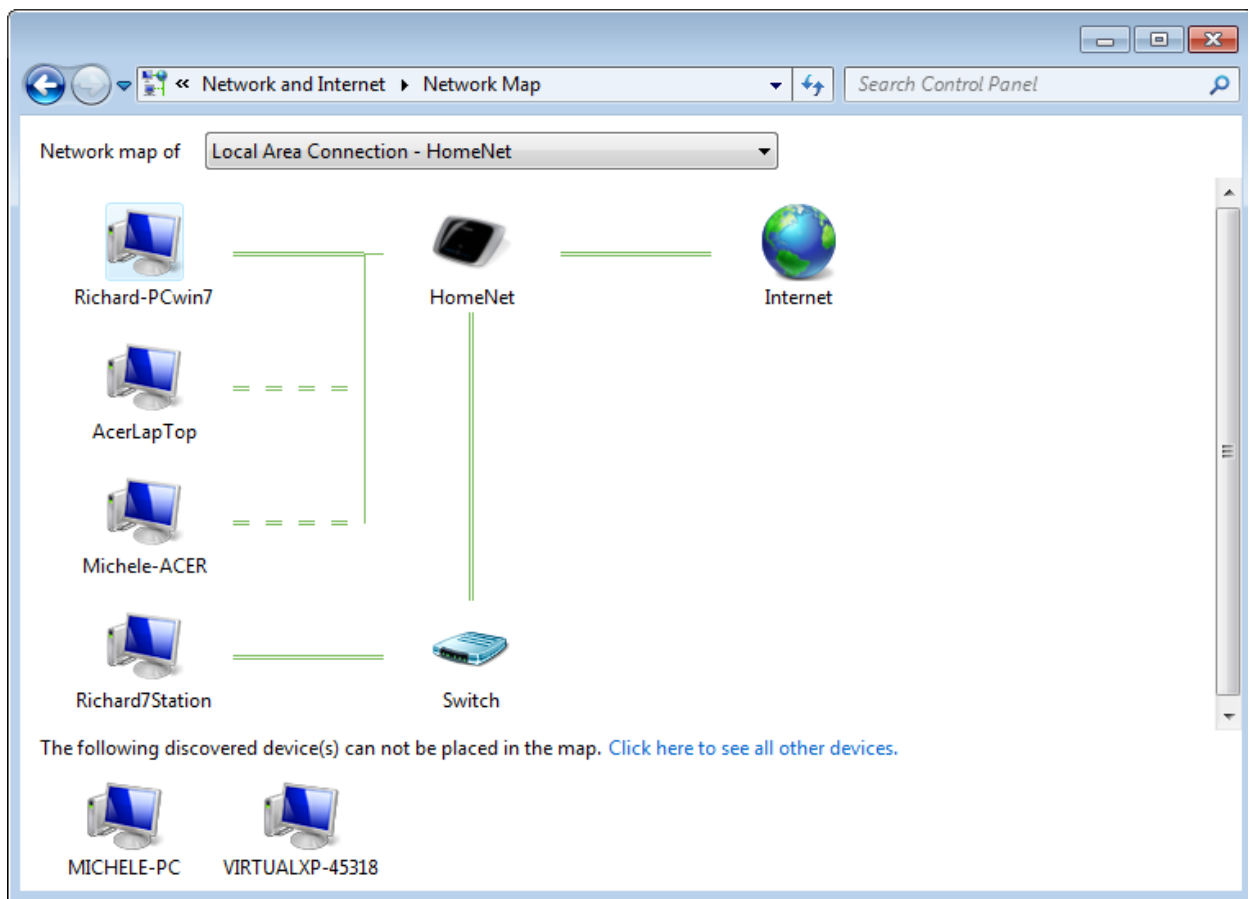 « Network and Internet ▸ Network Map Search Control Panel
Network map of Local Area Connection - HomeNet
Richard-PCwin7 HomeNet Internet
AcerLapTop
Michele-ACER
Richard7Station Switch
The following discovered device(s) can not be placed in the map. Click here to see all other devices.
MICHELE-PC VIRTUALXP-45318